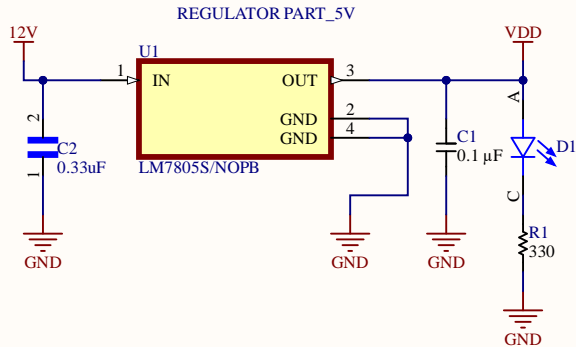 REGULATOR PART_5V
12V
VDD
U1
1 IN OUT 3
GND 2
GND 4
LM7805S/NOPB
2
C2
0.33uF
1
C1
0.1 µF
A
D1
C
R1
330
GND
GND
GND
GND